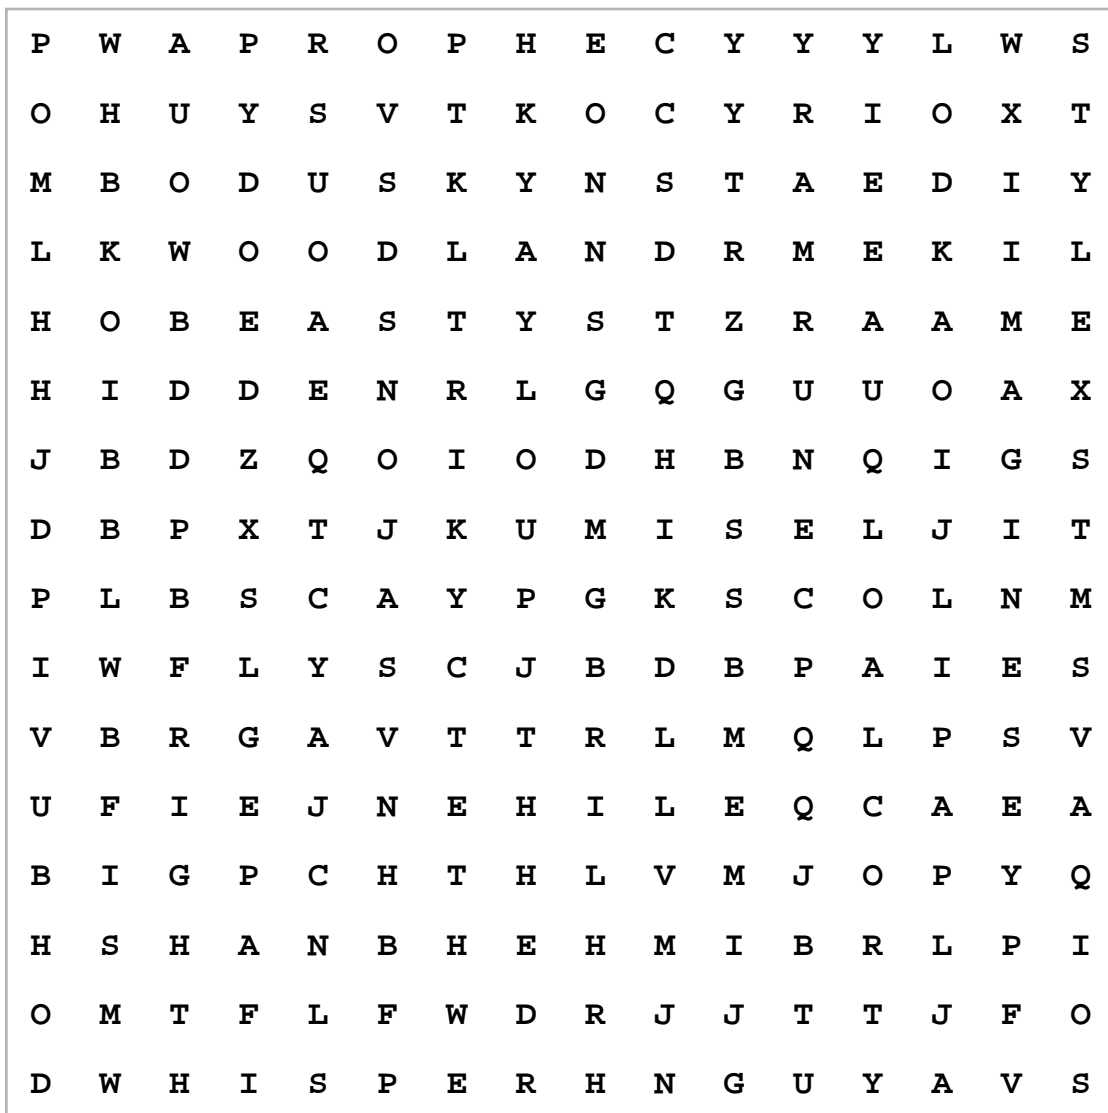 P W A P R O P H E C Y Y Y L W S
O H U Y S V T K O C Y R I O X T
M B O D U S K Y N S T A E D I Y
L K W O O D L A N D R M E K I L
H O B E A S T Y S T Z R A A M E
H I D D E N R L G Q G U U O A X
J B D Z Q O I O D H B N Q I G S
D B P X T J K U M I S E L J I T
P L B S C A Y P G K S C O L N M
I W F L Y S C J B D B P A I E S
V B R G A V T T R L M Q L P S V
U F I E J N E H I L E Q C A E A
B I G P C H T H L V M J O P Y Q
H S H A N B H E H M I B R L P I
O M T F L F W D R J J T T J F O
D W H I S P E R H N G U Y A V S